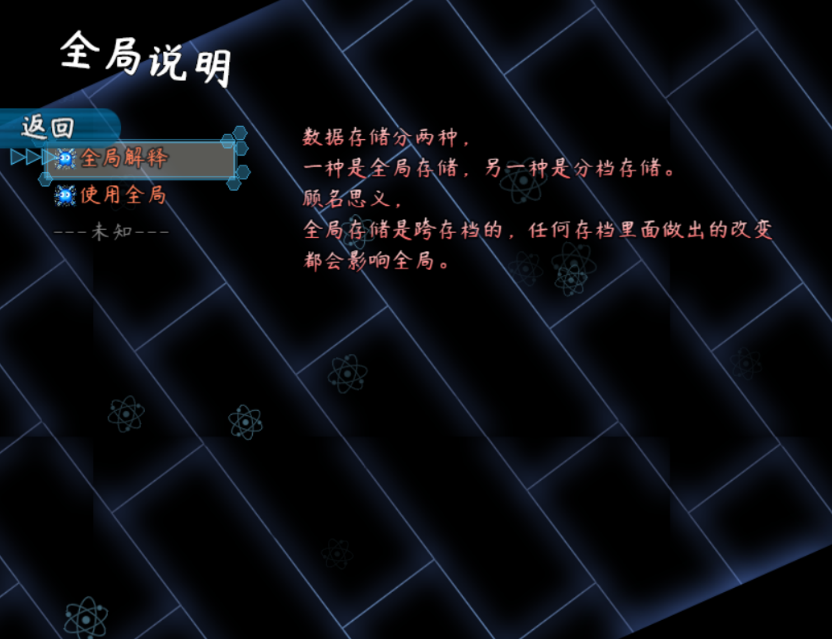 全局说明
返回
全局解释
使用全局
---未知---
数据存储分两种，
一种是全局存储，另一种是分档存储。
顾名思义，
全局存储是跨存档的，任何存档里面做出的改变
都会影响全局。